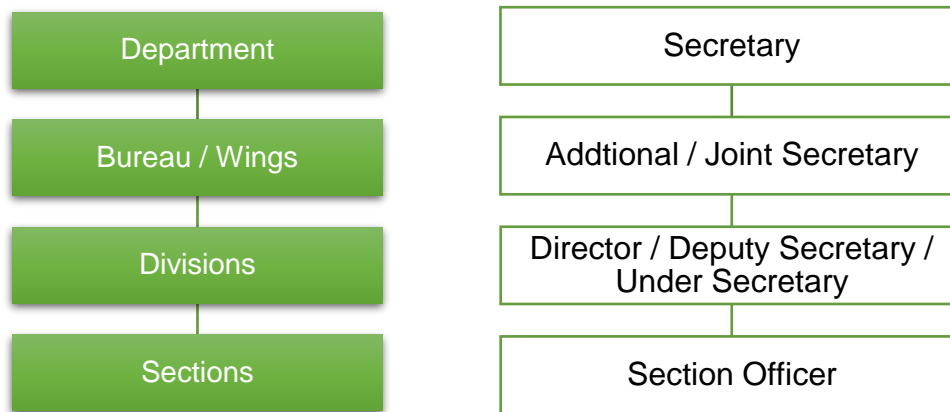 Department
Secretary
Bureau / Wings
Addtional / Joint Secretary
Divisions
Director / Deputy Secretary /
Under Secretary
Sections
Section Officer